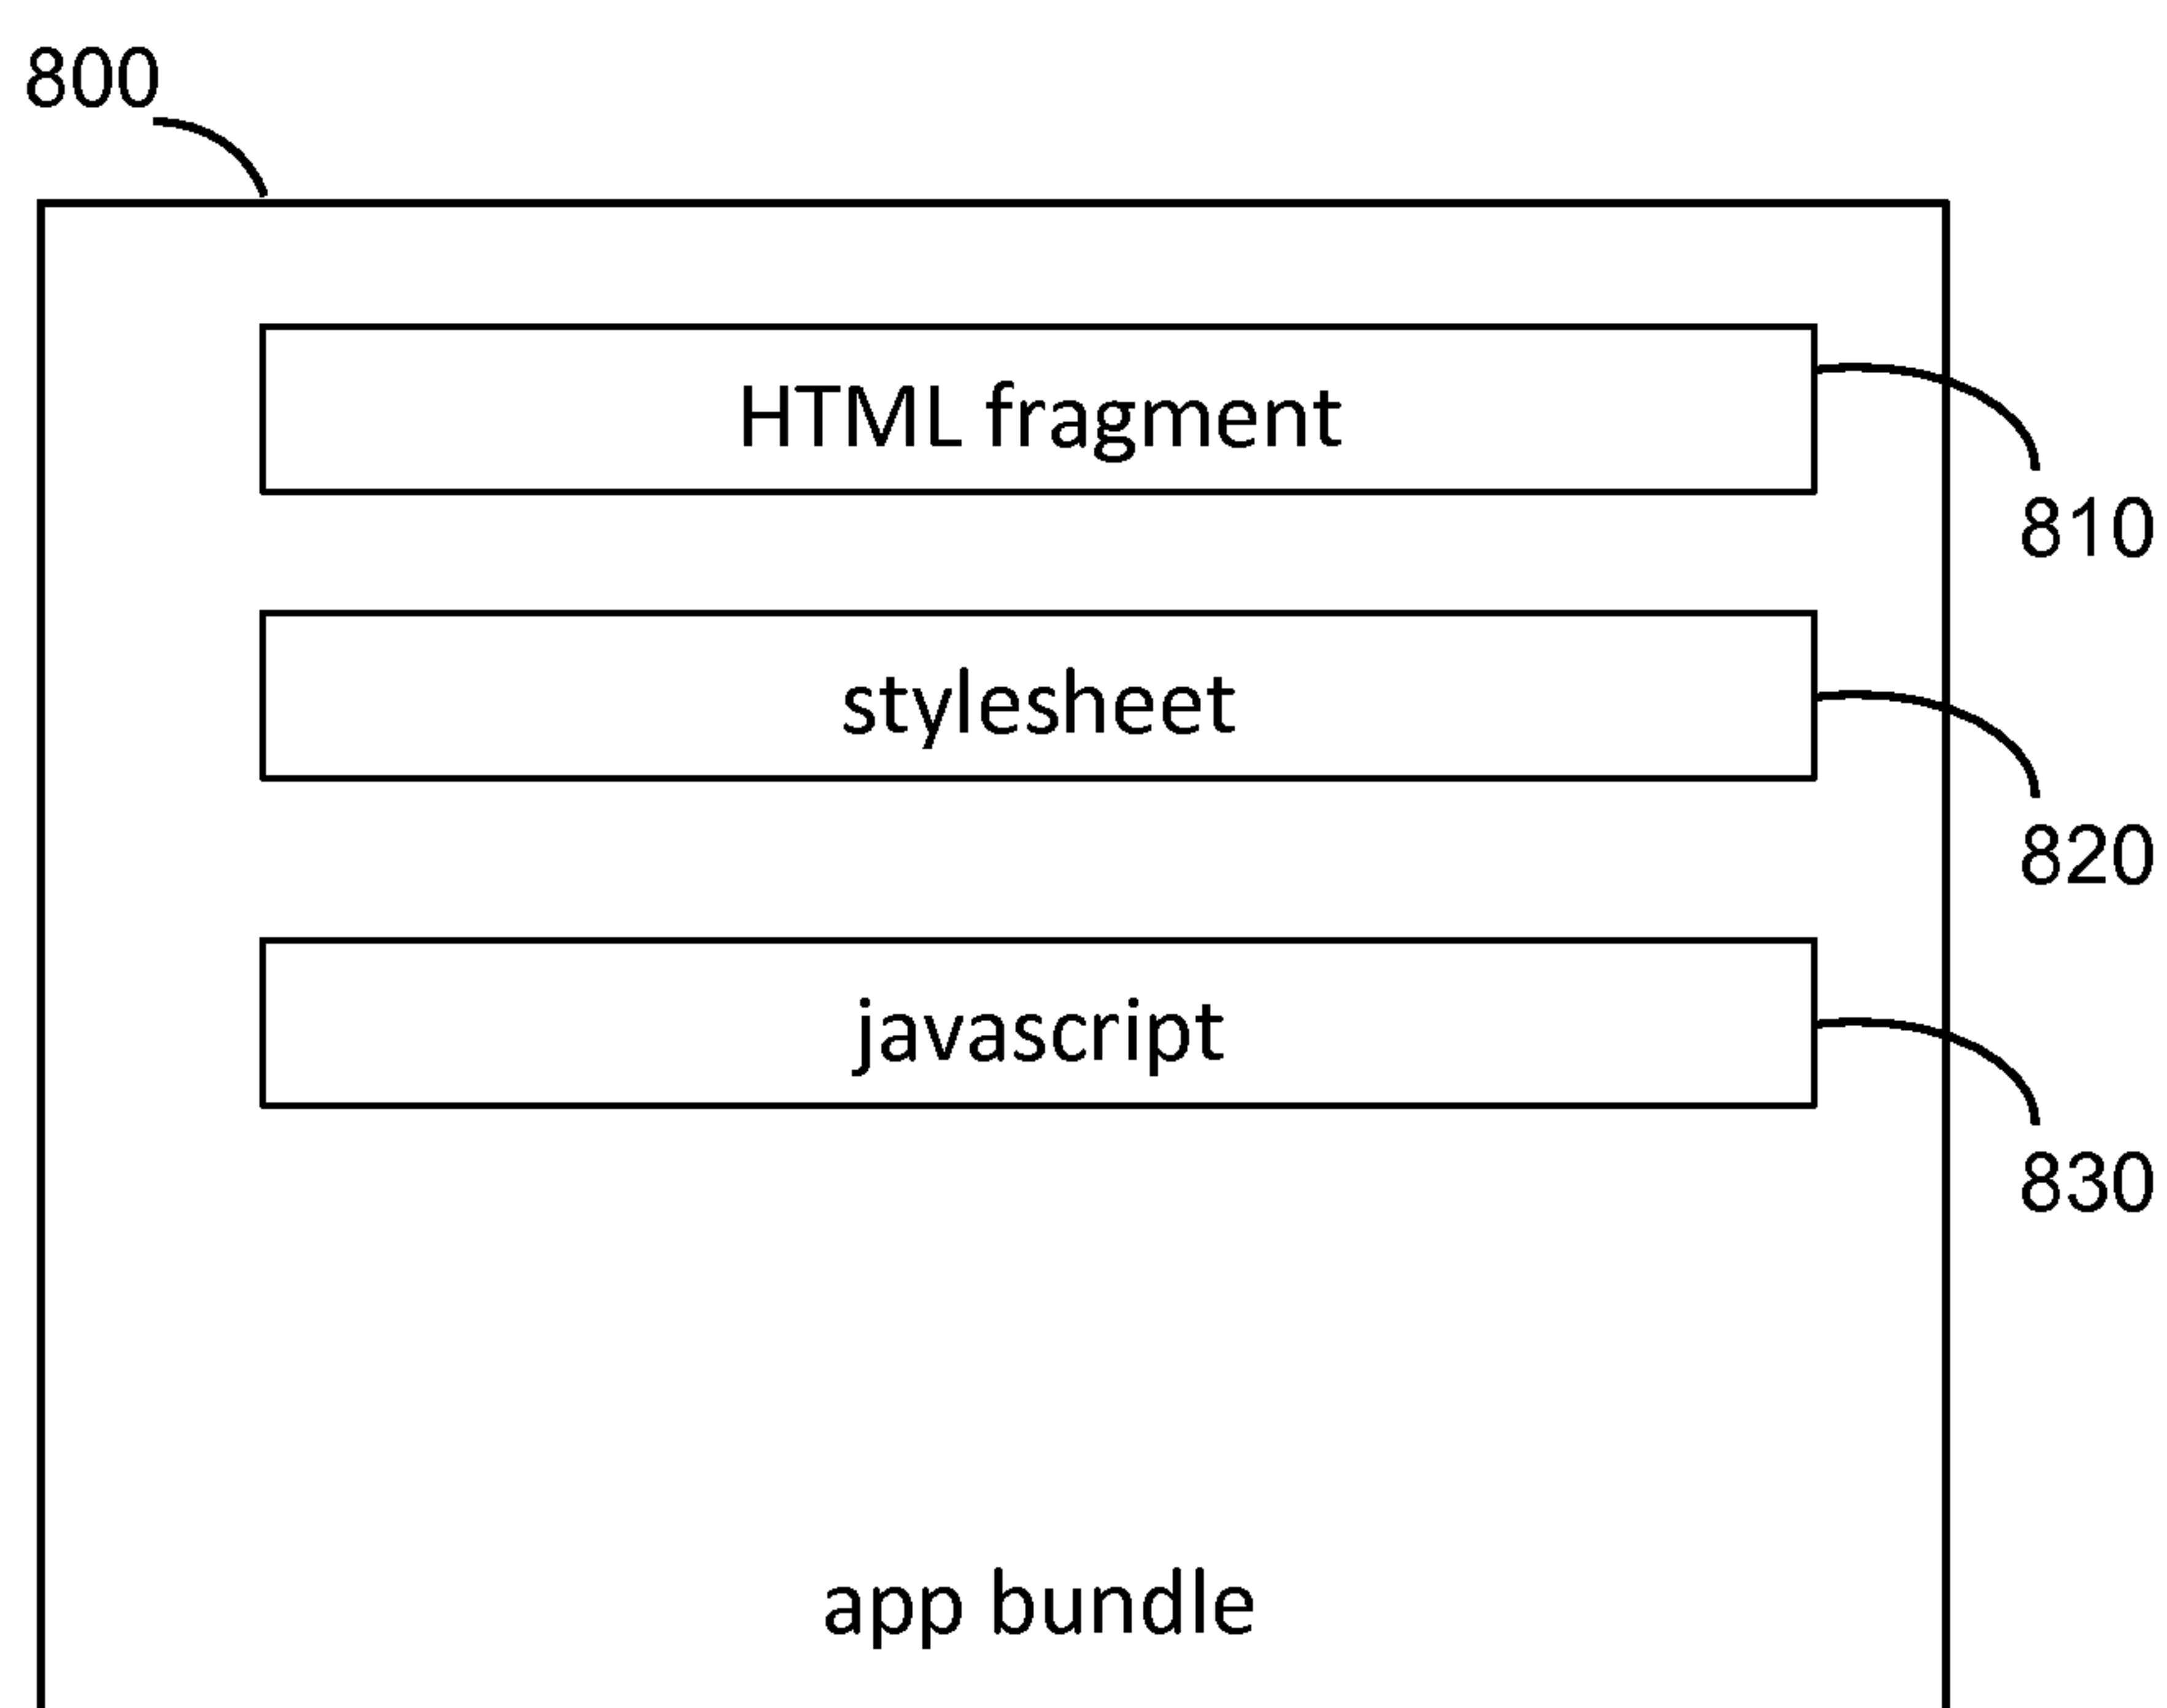 800
HTML fragment
810
stylesheet
820
javascript
830
app bundle